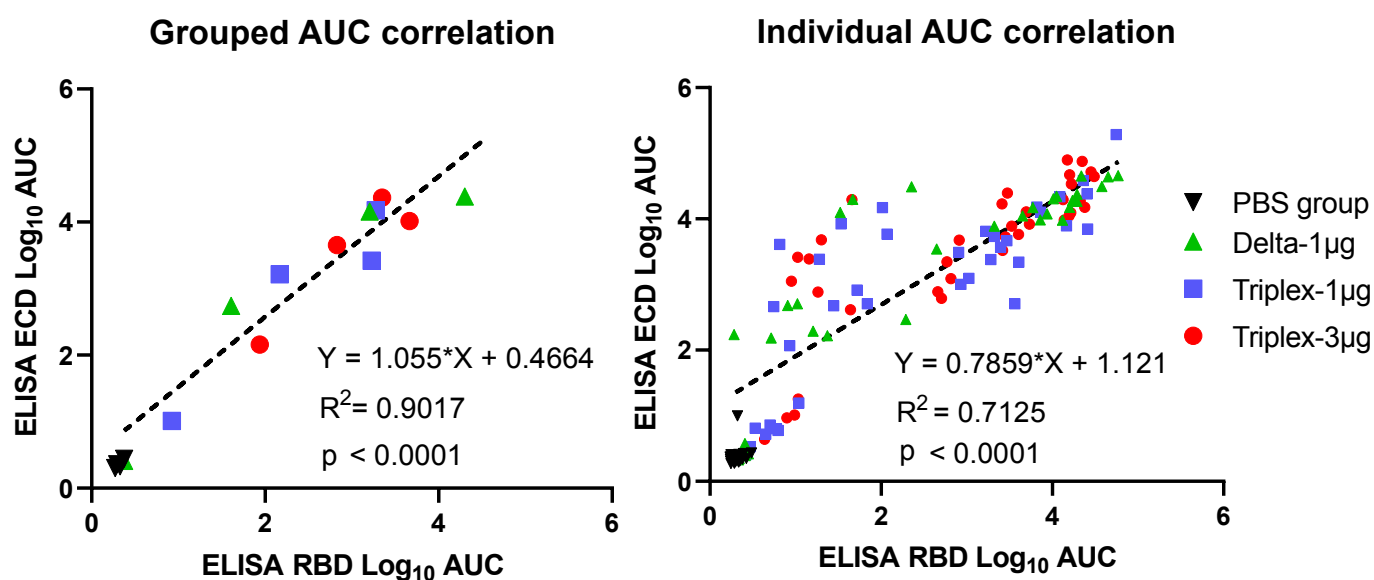 Grouped AUC correlation
ELISA ECD Log10 AUC
6
4
2
0
0 2 4 6
Y = 1.055*X + 0.4664
R2= 0.9017
p < 0.0001
ELISA RBD Log10 AUC
Individual AUC correlation
ELISA ECD Log10 AUC
6
4
2
0
0 2 4 6
Y = 0.7859*X + 1.121
R2 = 0.7125
p < 0.0001
ELISA RBD Log10 AUC
PBS group
Delta-1µg
Triplex-1µg
Triplex-3µg